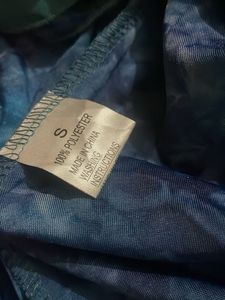 S
100% POLYESTER
MADE IN CHINA
WASHING
INSTRUCTIONS